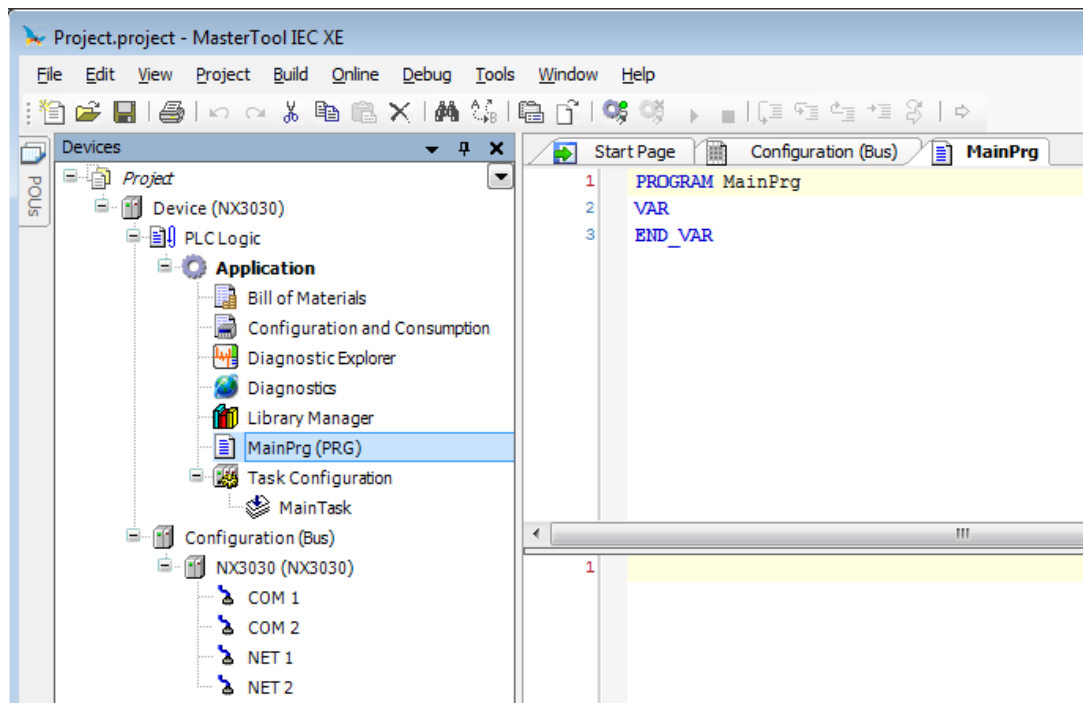 Project.project - MasterTool IEC XE
File Edit View Project Build Online Debug Tools Window Help
Devices
POUs
Project
Device (NX3030)
PLC Logic
Application
Bill of Materials
Configuration and Consumption
Diagnostic Explorer
Diagnostics
Library Manager
MainPrg (PRG)
Task Configuration
MainTask
Configuration (Bus)
NX3030 (NX3030)
COM 1
COM 2
NET 1
NET 2
Start Page Configuration (Bus) MainPrg
1 PROGRAM MainPrg
2 VAR
3 END_VAR
1